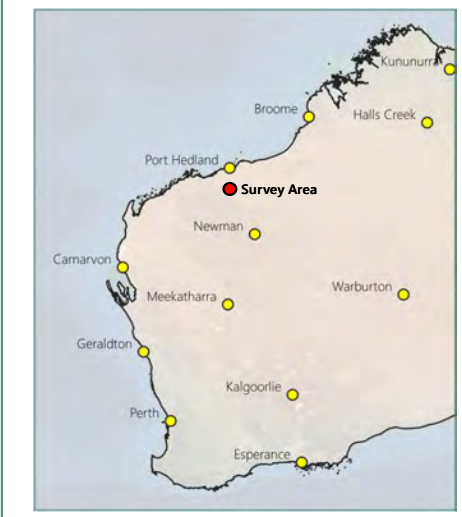 Kununurra
Broome
Halls Creek
Port Hedland
Survey Area
Newman
Carnarvon
Meekatharra
Warburton
Geraldton
Kalgoorlie
Perth
Esperance